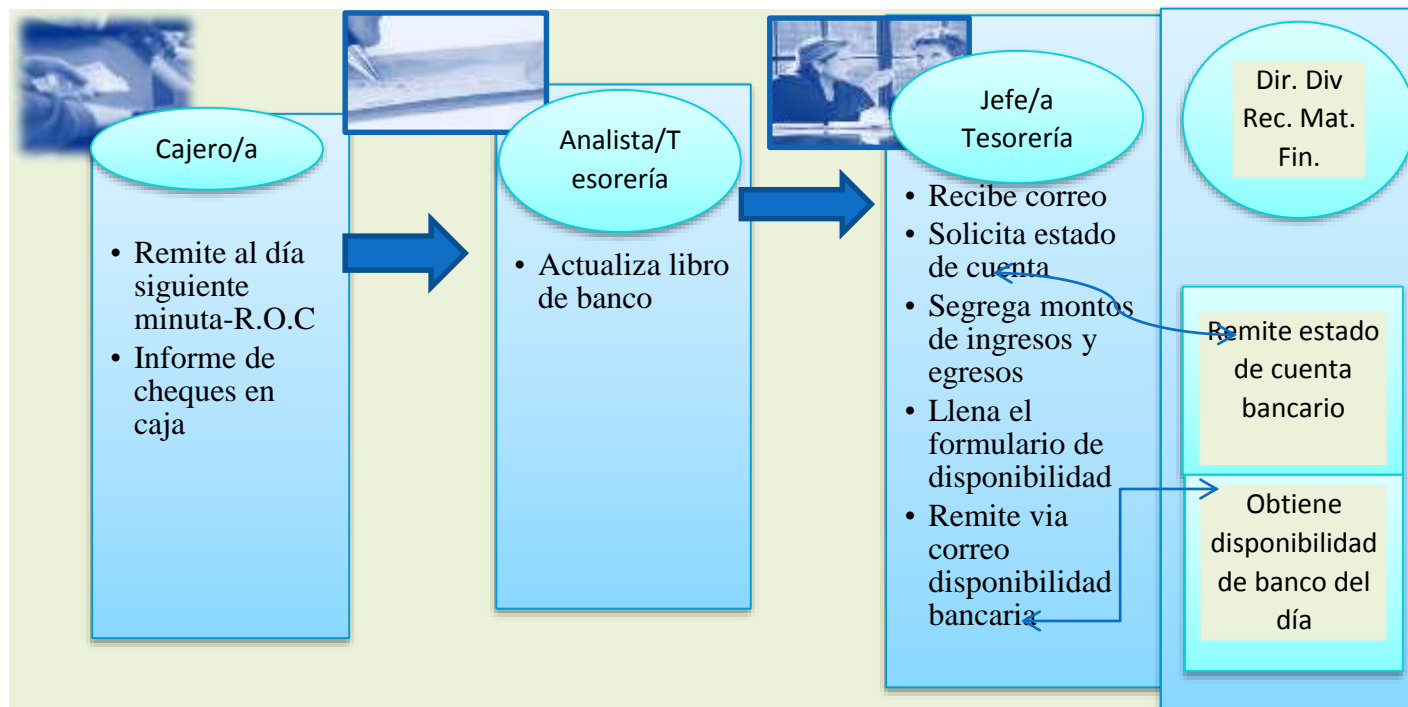 Cajero/a
• Remite al día
siguiente
minuta-R.O.C
• Informe de
cheques en
caja
Analista/T
esorería
• Actualiza libro
de banco
Jefe/a
Tesorería
• Recibe correo
• Solicita estado
de cuenta
• Segrega montos
de ingresos y
egresos
• Llena el
formulario de
disponibilidad
• Remite via
correo
disponibilidad
bancaria
Dir. Div
Rec. Mat.
Fin.
Remite estado
de cuenta
bancario
Obtiene
disponibilidad
de banco del
día